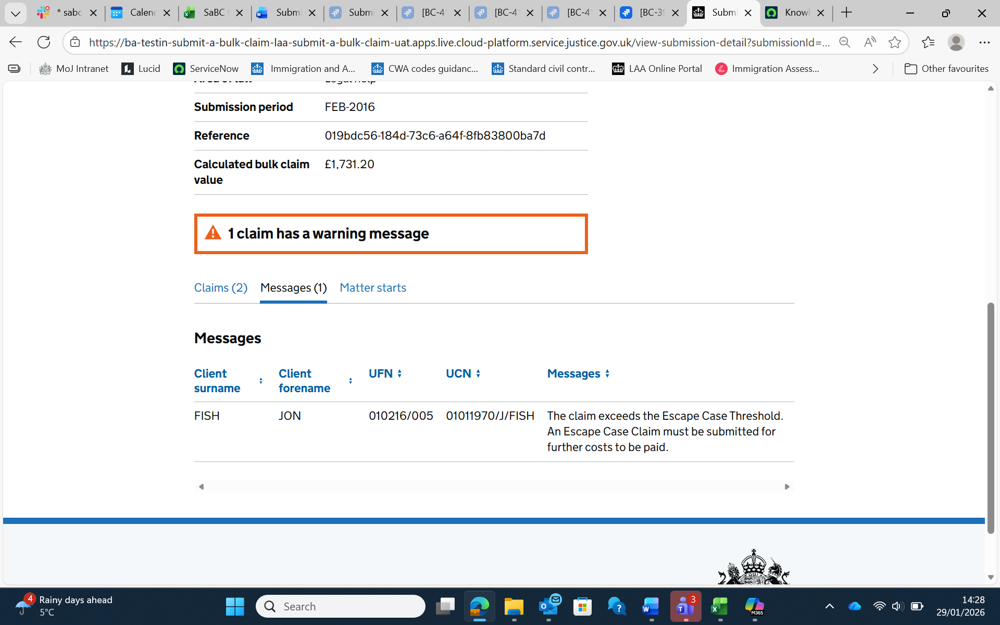 * sabc
Calenc
SaBC t
Submi
Submi
[BC-4
[BC-4
[BC-4
[BC-39
Submi
Knowl
https://ba-testin-submit-a-bulk-claim-laa-submit-a-bulk-claim-uat.apps.live.cloud-platform.service.justice.gov.uk/view-submission-detail?submissionId=...
MoJ Intranet
Lucid
ServiceNow
Immigration and A...
CWA codes guidanc...
Standard civil contr...
LAA Online Portal
Immigration Assess...
Other favourites
Submission period FEB-2016
Reference 019bdc56-184d-73c6-a64f-8fb83800ba7d
Calculated bulk claim £1,731.20
value
1 claim has a warning message
Claims (2) Messages (1) Matter starts
Messages
Client surname
Client forename
UFN
UCN
Messages
FISH JON 010216/005 01011970/J/FISH The claim exceeds the Escape Case Threshold.
An Escape Case Claim must be submitted for
further costs to be paid.
4
Rainy days ahead
5°C
Search
3
M365
14:28
29/01/2026